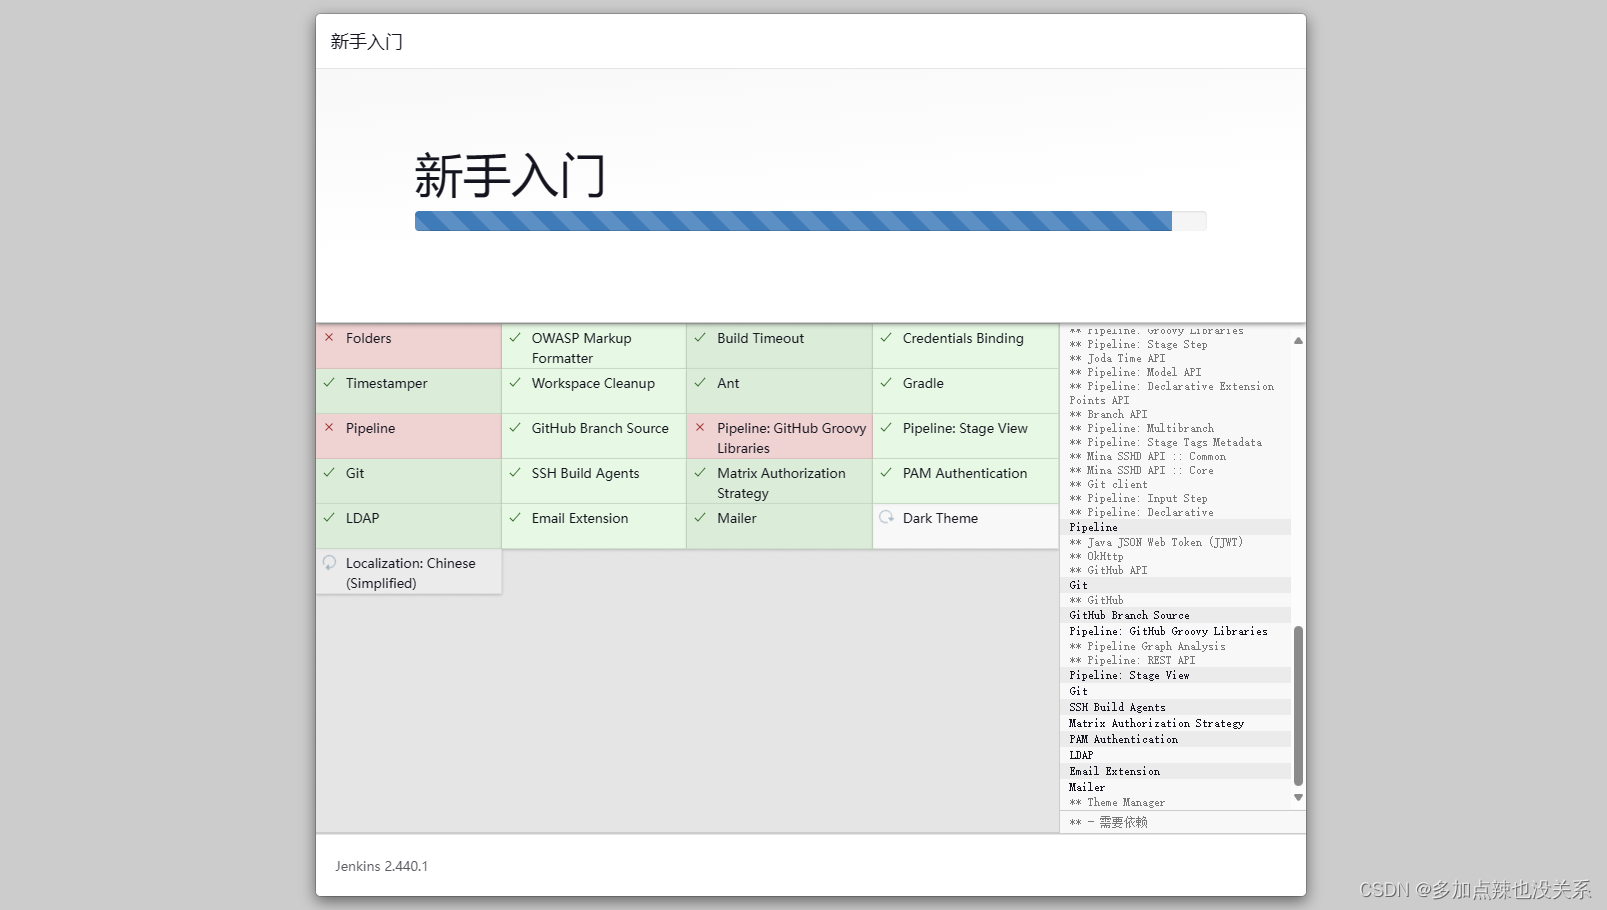 新手入门
新手入门
Folders
OWASP Markup
Formatter
Build Timeout
Credentials Binding
Timestamper
Workspace Cleanup
Ant
Gradle
Pipeline
GitHub Branch Source
Pipeline: GitHub Groovy
Libraries
Pipeline: Stage View
Git
SSH Build Agents
Matrix Authorization
Strategy
PAM Authentication
LDAP
Email Extension
Mailer
Dark Theme
Localization: Chinese
(Simplified)
** Pipeline: Groovy Libraries
** Pipeline: Stage Step
** Joda Time API
** Pipeline: Model API
** Pipeline: Declarative Extension
Points API
** Branch API
** Pipeline: Multibranch
** Pipeline: Stage Tags Metadata
** Mina SSHD API :: Common
** Mina SSHD API :: Core
** Git client
** Pipeline: Input Step
** Pipeline: Declarative
Pipeline
** Java JSON Web Token (JJWT)
** OkHttp
** GitHub API
Git
** GitHub
GitHub Branch Source
Pipeline: GitHub Groovy Libraries
** Pipeline Graph Analysis
** Pipeline: REST API
Pipeline: Stage View
Git
SSH Build Agents
Matrix Authorization Strategy
PAM Authentication
LDAP
Email Extension
Mailer
** Theme Manager
** - 需要依赖
Jenkins 2.440.1
CSDN @多加点辣也没关系